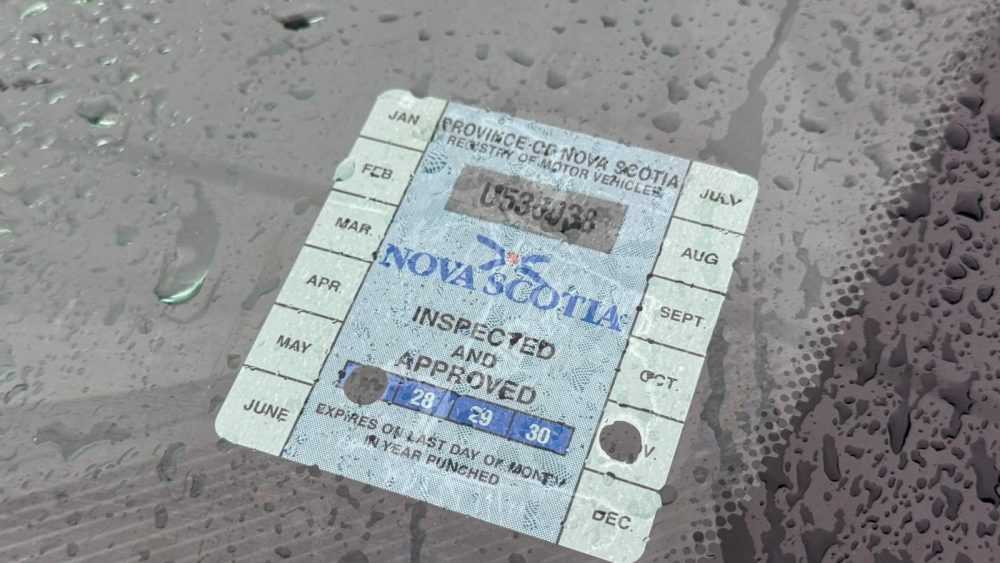 PROVINCE OF NOVA SCOTIA
REGISTRY OF MOTOR VEHICLES
NOVA SCOTIA
INSPECTED
AND
APPROVED
28 29 30
EXPIRES ON LAST DAY OF MONTH
IN YEAR PUNCHED
JAN
FEB
MAR.
APR.
MAY
JUNE
JULY
AUG
SEPT.
OCT.
V.
DEC.